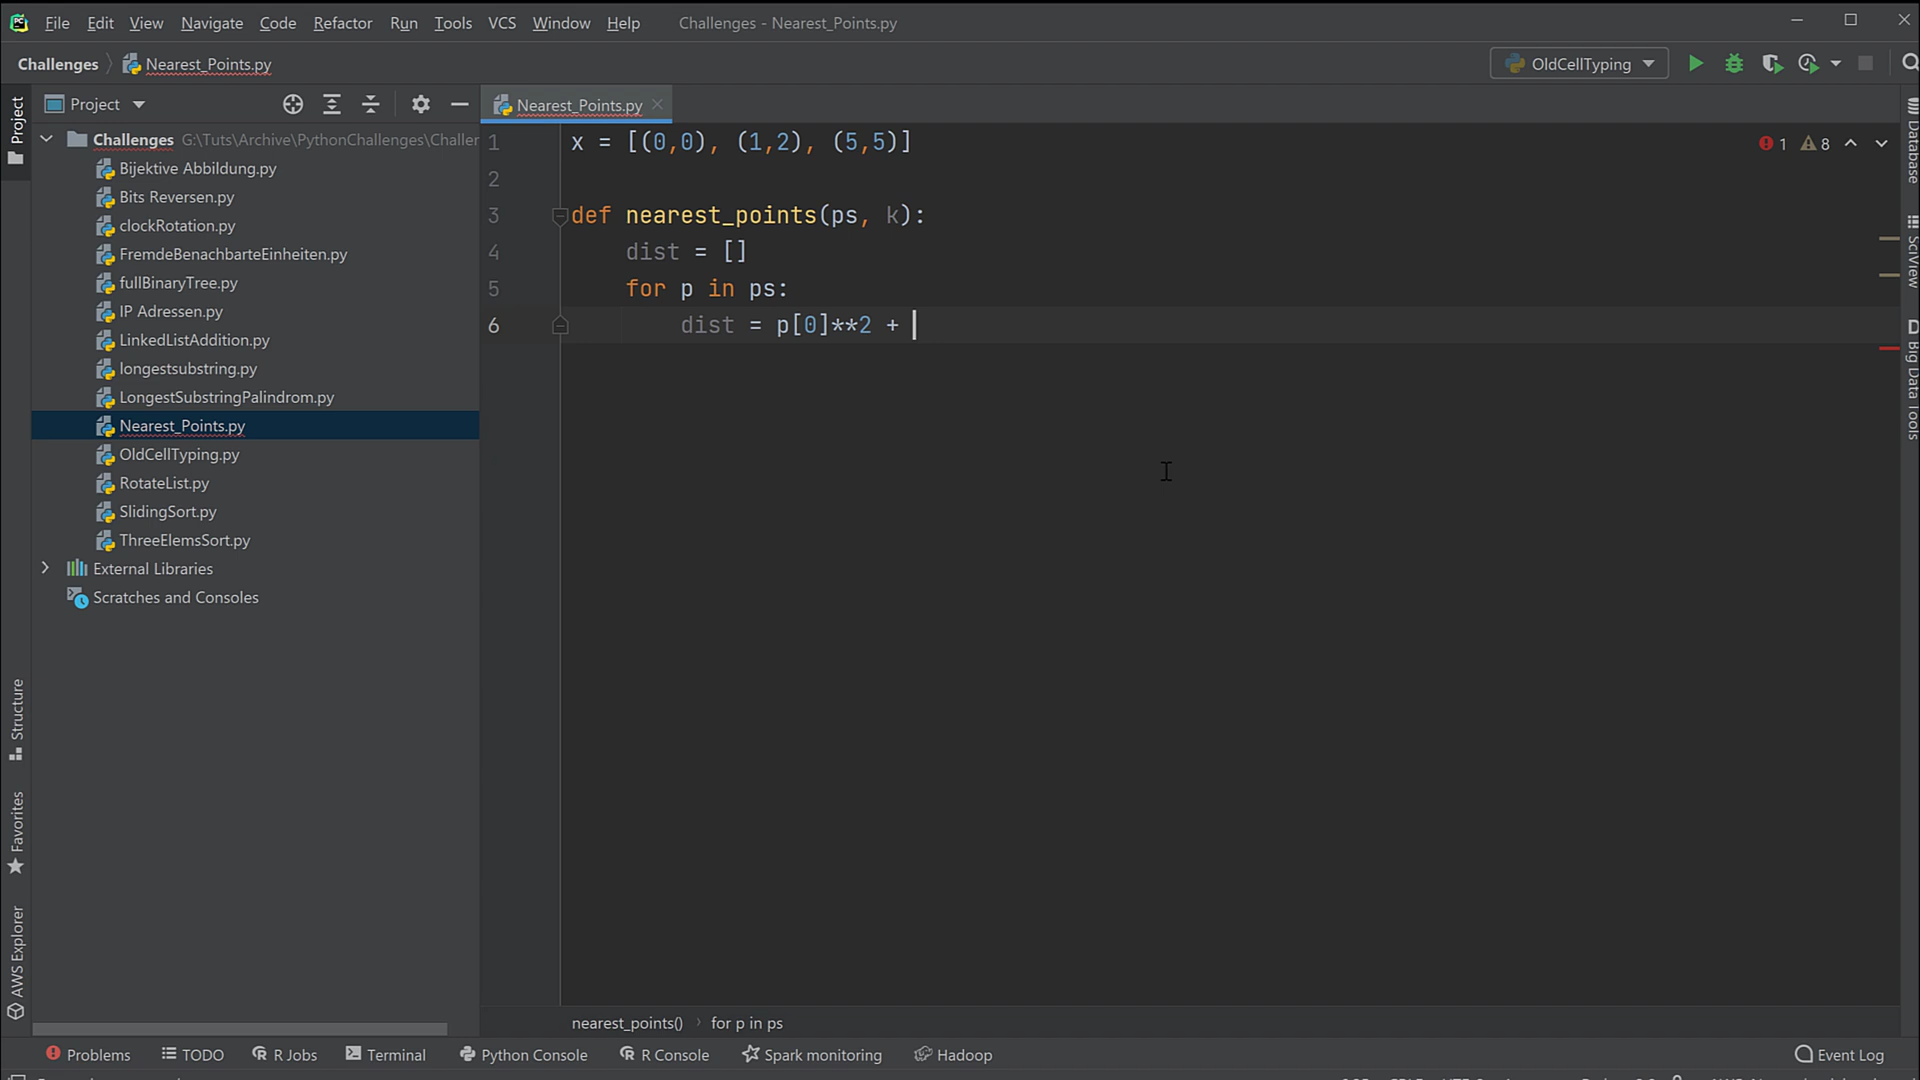 File Edit View Navigate Code Refactor Run Tools VCS Window Help Challenges - Nearest_Points.py
Challenges Nearest_Points.py OldCellTyping
Project
Project
Nearest_Points.py
Challenges G:\Tuts\Archive\PythonChallenges\Challer
Bijektive Abbildung.py
Bits Reversen.py
clockRotation.py
FremdeBenachbarteEinheiten.py
fullBinaryTree.py
IP Adressen.py
LinkedListAddition.py
longestsubstring.py
LongestSubstringPalindrom.py
Nearest_Points.py
OldCellTyping.py
RotateList.py
SlidingSort.py
ThreeElemsSort.py
External Libraries
Scratches and Consoles
Structure
Favorites
AWS Explorer
1 x = [(0,0), (1,2), (5,5)]
2
3 def nearest_points(ps, k):
4 dist = []
5 for p in ps:
6 dist = p[0]**2 +
1 8
Database
SciView
Big Data Tools
nearest_points() for p in ps
Problems TODO R Jobs Terminal Python Console R Console Spark monitoring Hadoop Event Log